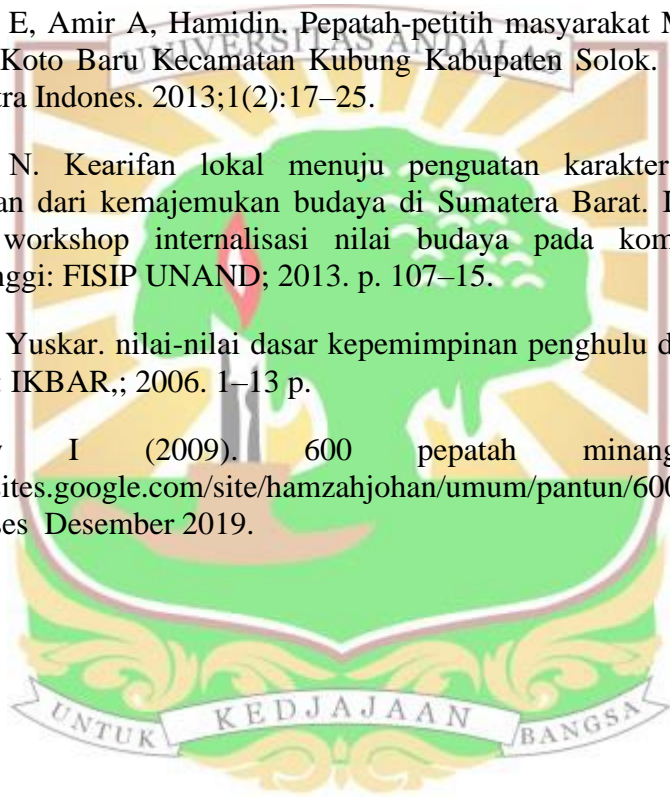 E, Amir A, Hamidin. Pepatah-petitih masyarakat M
UNIVERSITAS ANDALAS
Koto Baru Kecamatan Kubung Kabupaten Solok.
tra Indones. 2013;1(2):17–25.
N. Kearifan lokal menuju penguatan karakter
an dari kemajemukan budaya di Sumatera Barat. I
workshop internalisasi nilai budaya pada kom
nggi: FISIP UNAND; 2013. p. 107–15.
Yuskar. nilai-nilai dasar kepemimpinan penghulu d
: IKBAR,; 2006. 1–13 p.
I (2009). 600 pepatah minang
sites.google.com/site/hamzahjohan/umum/pantun/600
ses Desember 2019.
UNTUK KEDJAJAAN BANGSA